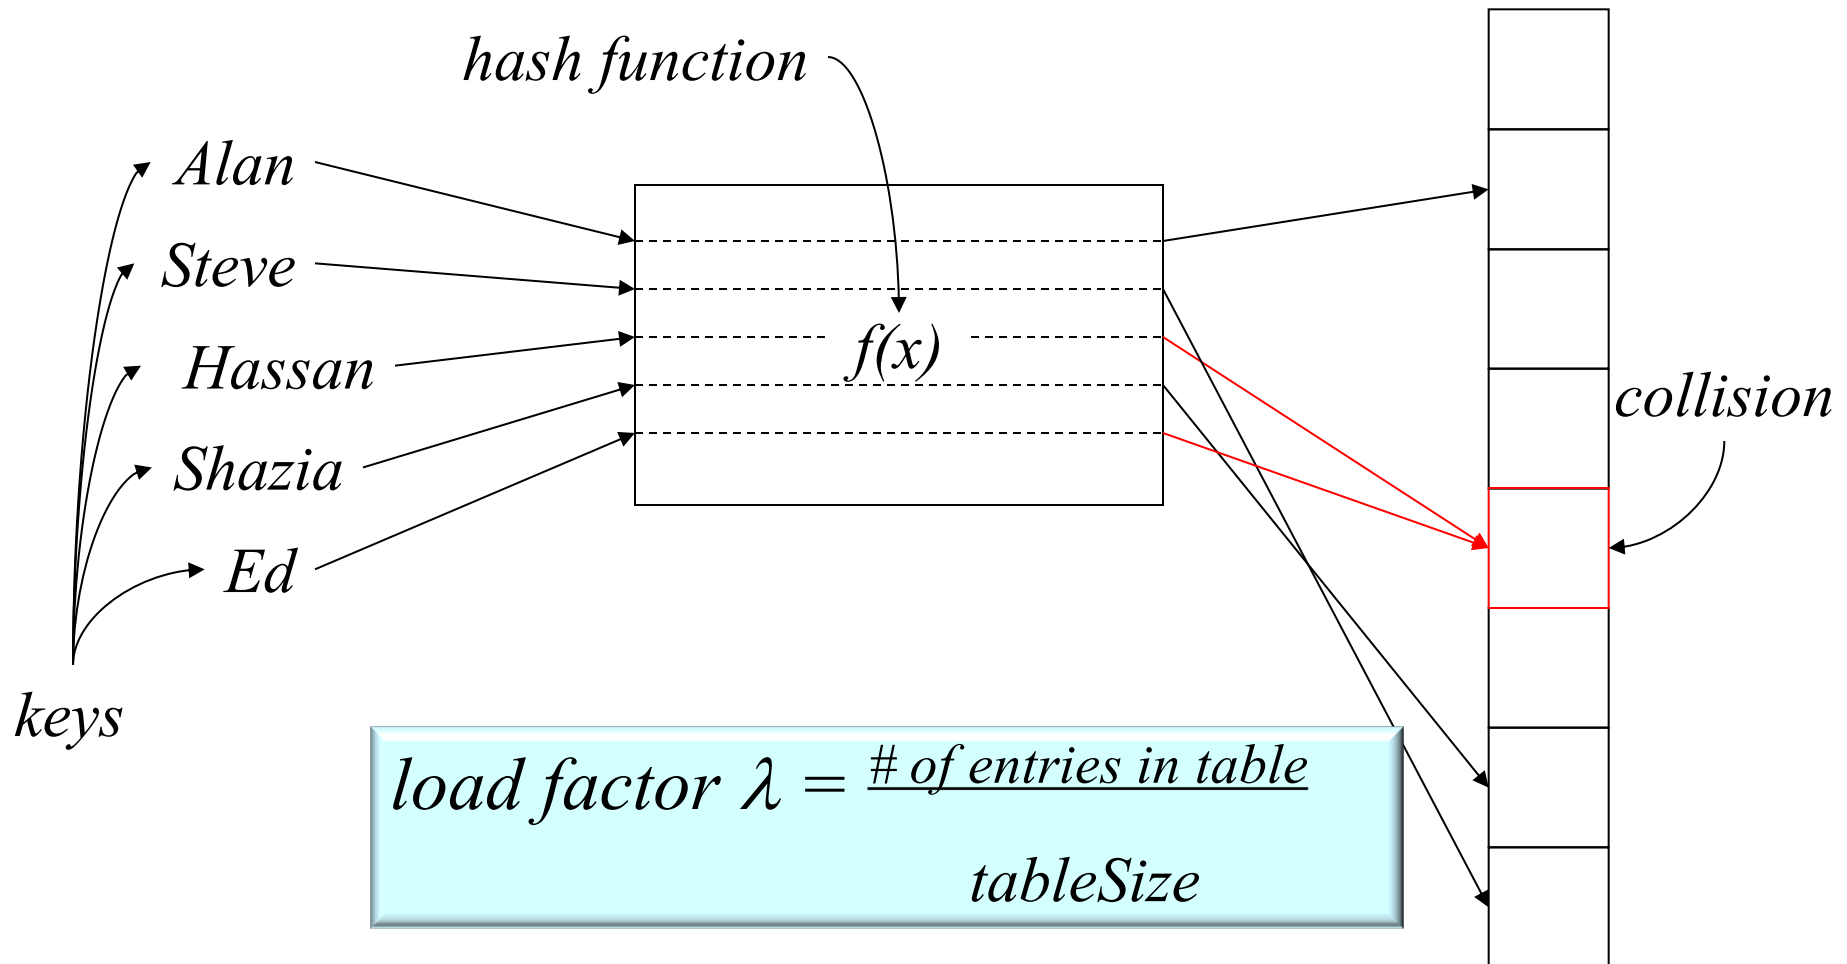 hash function
Alan
Steve
Hassan
Shazia
Ed
keys
f(x)
collision
load factor λ = # of entries in table
tableSize